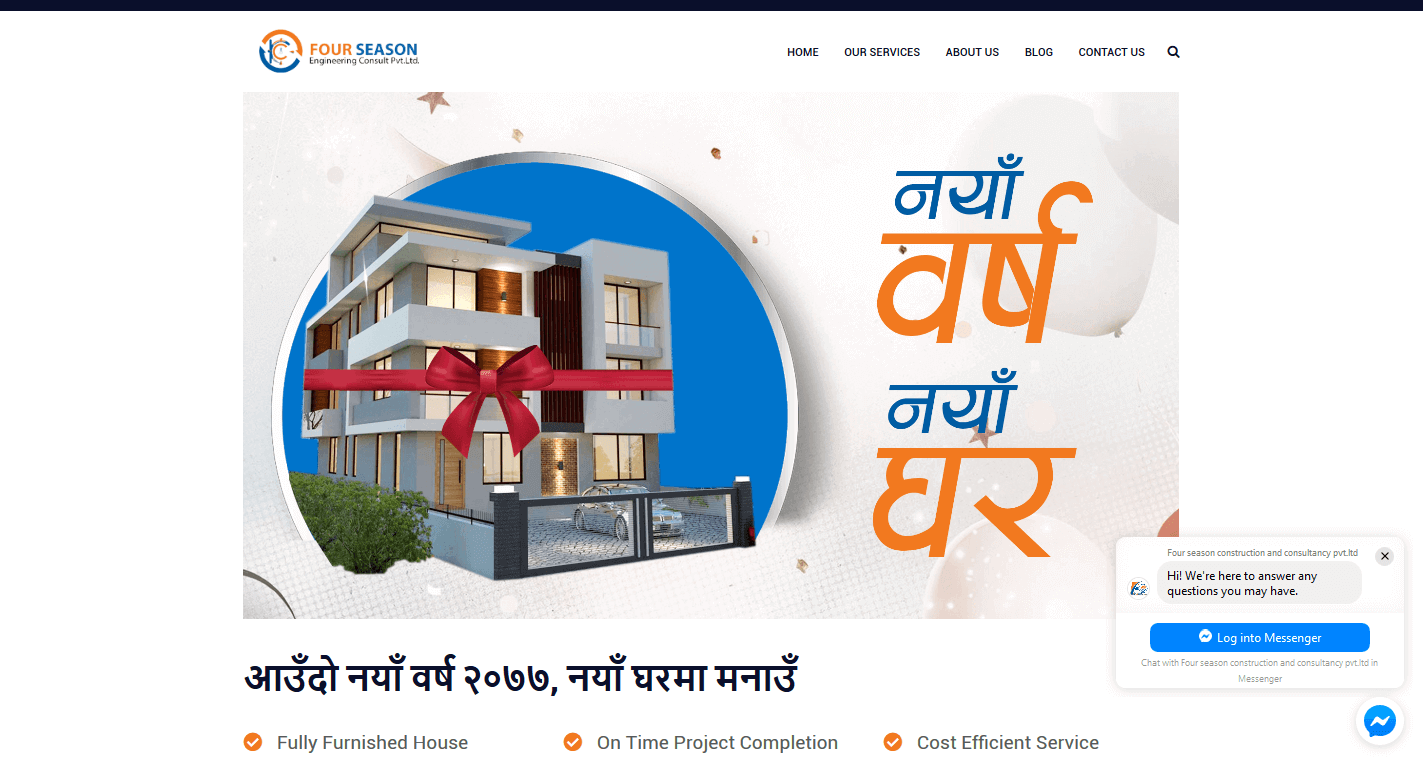 FOUR SEASON
Engineering Consult Pvt.Ltd.
HOME OUR SERVICES ABOUT US BLOG CONTACT US
नयाँ
वर्ष
नयाँ
घर
Four season construction and consultancy pvt.ltd
Hi! We're here to answer any
questions you may have.
Log into Messenger
Chat with Four season construction and consultancy pvt.ltd in
Messenger
आउँदो नयाँ वर्ष २०७७, नयाँ घरमा मनाउँ
Fully Furnished House
On Time Project Completion
Cost Efficient Service